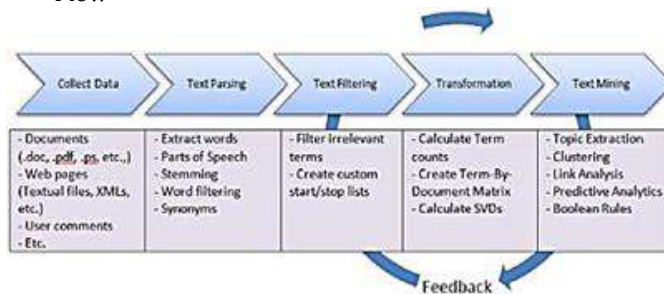 Collect Data
Text Parsing
Text Filtering
Transformation
Text Mining
- Documents
(.doc, .pdf, .ps, etc.,)
- Web pages
(Textual files, XMLs,
etc.)
- User comments
- Etc.
- Extract words
- Parts of Speech
- Stemming
- Word filtering
- Synonyms
- Filter irrelevant
terms
- Create custom
start/stop lists
- Calculate Term
counts
- Create Term-By-
Document Matrix
- Calculate SVDs
- Topic Extraction
- Clustering
- Link Analysis
- Predictive Analytics
- Boolean Rules
Feedback